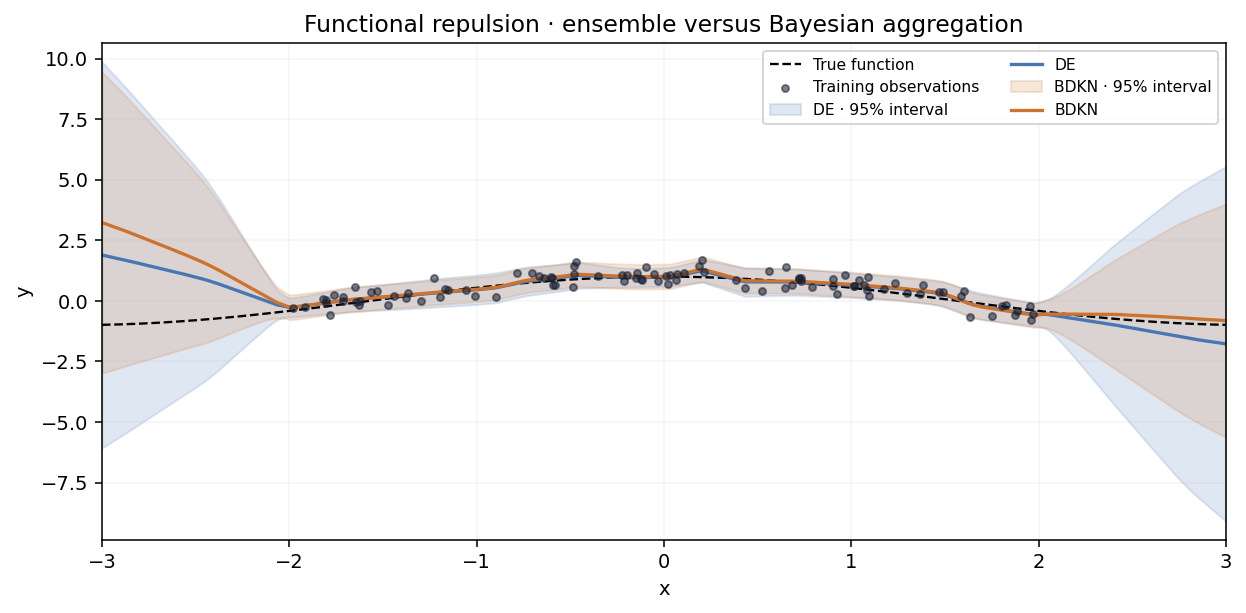 Functional repulsion · ensemble versus Bayesian aggregation
True function
Training observations
DE · 95% interval
DE
BDKN · 95% interval
BDKN
10.0
7.5
5.0
2.5
0.0
−2.5
−5.0
−7.5
y
−3
−2
−1
0
1
2
3
x